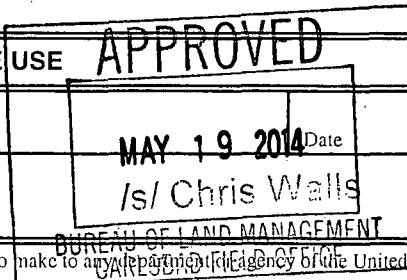 USE
APPROVED
MAY 19 2014 Date
/s/ Chris Walls
BUREAU OF LAND MANAGEMENT
CARLSBAD FIELD OFFICE
o make to any department or agency of the United